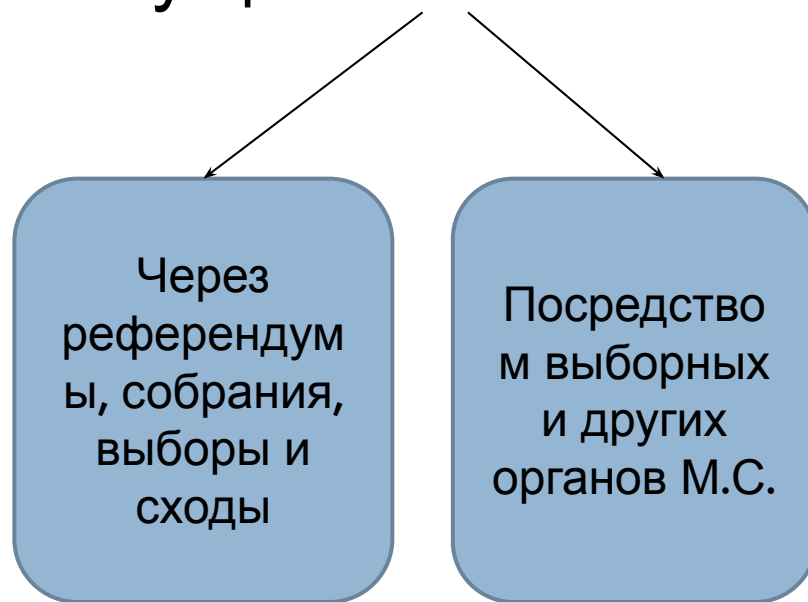 Через
референдум
ы, собрания,
выборы и
сходы
Посредство
м выборных
и других
органов М.С.